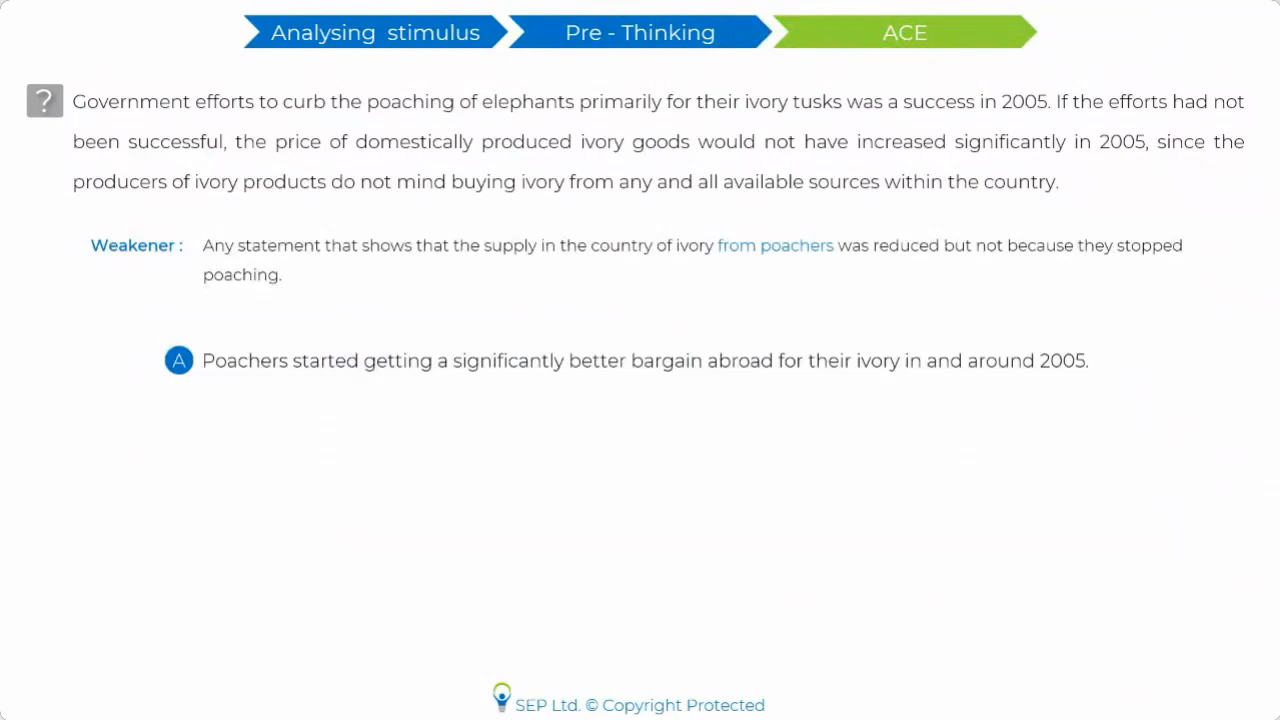 Analysing stimulus Pre - Thinking ACE
? Government efforts to curb the poaching of elephants primarily for their ivory tusks was a success in 2005. If the efforts had not
been successful, the price of domestically produced ivory goods would not have increased significantly in 2005, since the
producers of ivory products do not mind buying ivory from any and all available sources within the country.
Weakener : Any statement that shows that the supply in the country of ivory from poachers was reduced but not because they stopped
poaching.
A Poachers started getting a significantly better bargain abroad for their ivory in and around 2005.
SEP Ltd. © Copyright Protected